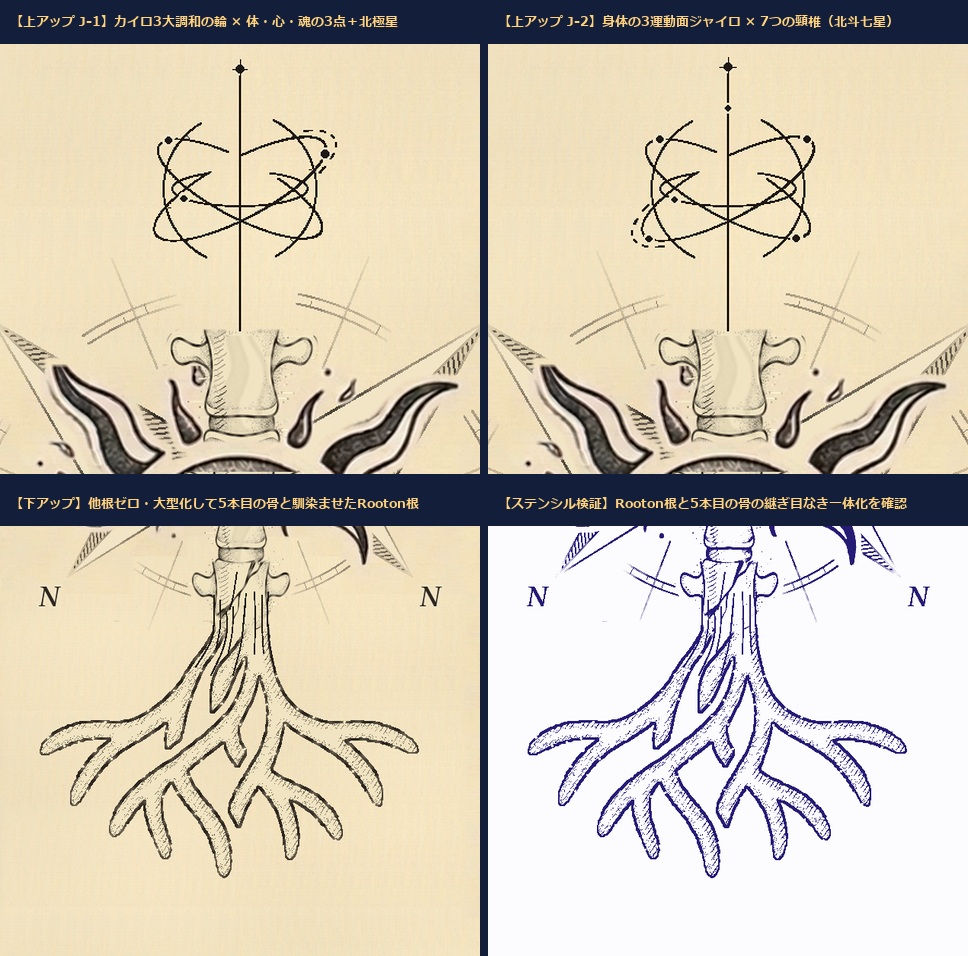 【上アップ J-1】カイロ3大調和の輪 × 体・心・魂の3点＋北極星
【上アップ J-2】身体の3運動面ジャイロ × 7つの頸椎（北斗七星）
【下アップ】他根ゼロ・大型化して5本目の骨と馴染ませたRooton根
【ステンシル検証】Rooton根と5本目の骨の継ぎ目なき一体化を確認
N N
N N